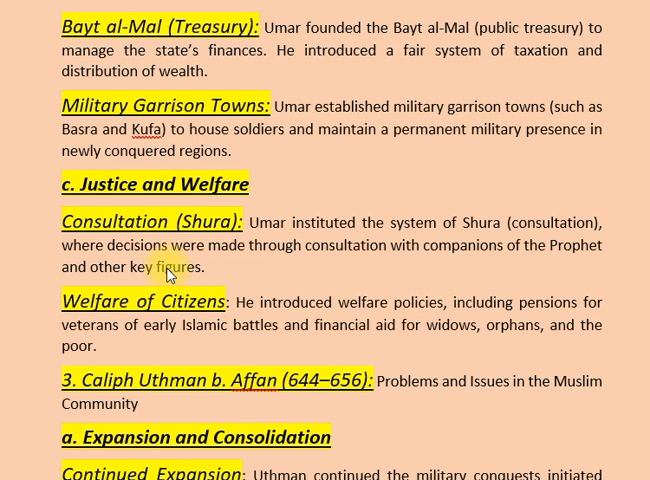 Bayt al-Mal (Treasury): Umar founded the Bayt al-Mal (public treasury) to
manage the state's finances. He introduced a fair system of taxation and
distribution of wealth.
Military Garrison Towns: Umar established military garrison towns (such as
Basra and Kufa) to house soldiers and maintain a permanent military presence in
newly conquered regions.
c. Justice and Welfare
Consultation (Shura): Umar instituted the system of Shura (consultation),
where decisions were made through consultation with companions of the Prophet
and other key figures.
Welfare of Citizens: He introduced welfare policies, including pensions for
veterans of early Islamic battles and financial aid for widows, orphans, and the
poor.
3. Caliph Uthman b. Affan (644–656): Problems and Issues in the Muslim
Community
a. Expansion and Consolidation
Continued Expansion: Uthman continued the military conquests initiated